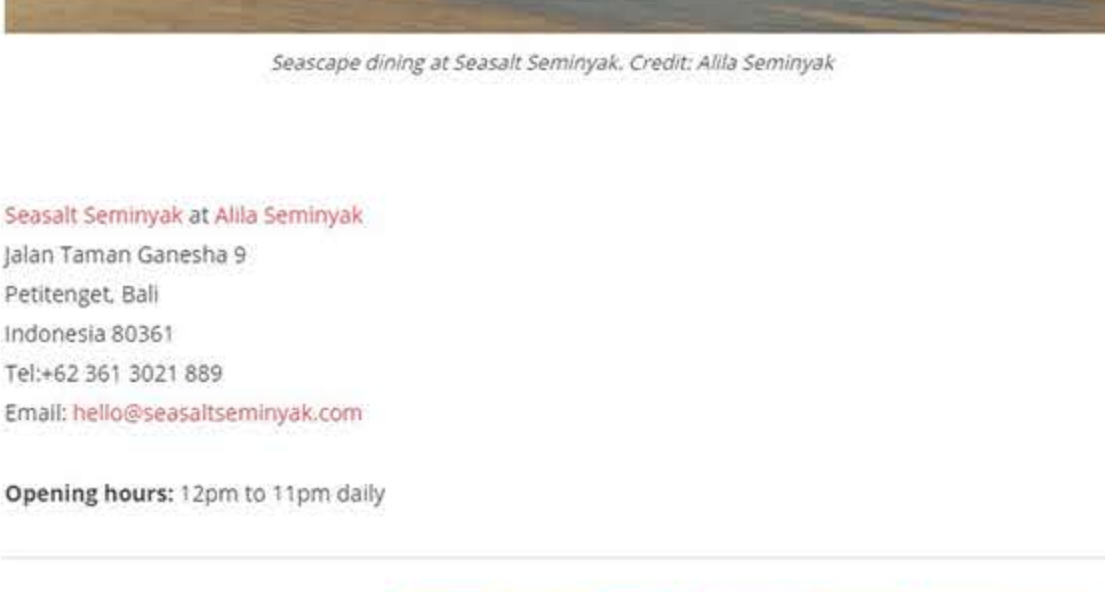 Seascape dining at Seasalt Seminyak. Credit: Alila Seminyak
Seasalt Seminyak at Alila Seminyak
Jalan Taman Ganesha 9
Petitenget, Bali
Indonesia 80361
Tel:+62 361 3021 889
Email: hello@seasaltseminyak.com
Opening hours: 12pm to 11pm daily